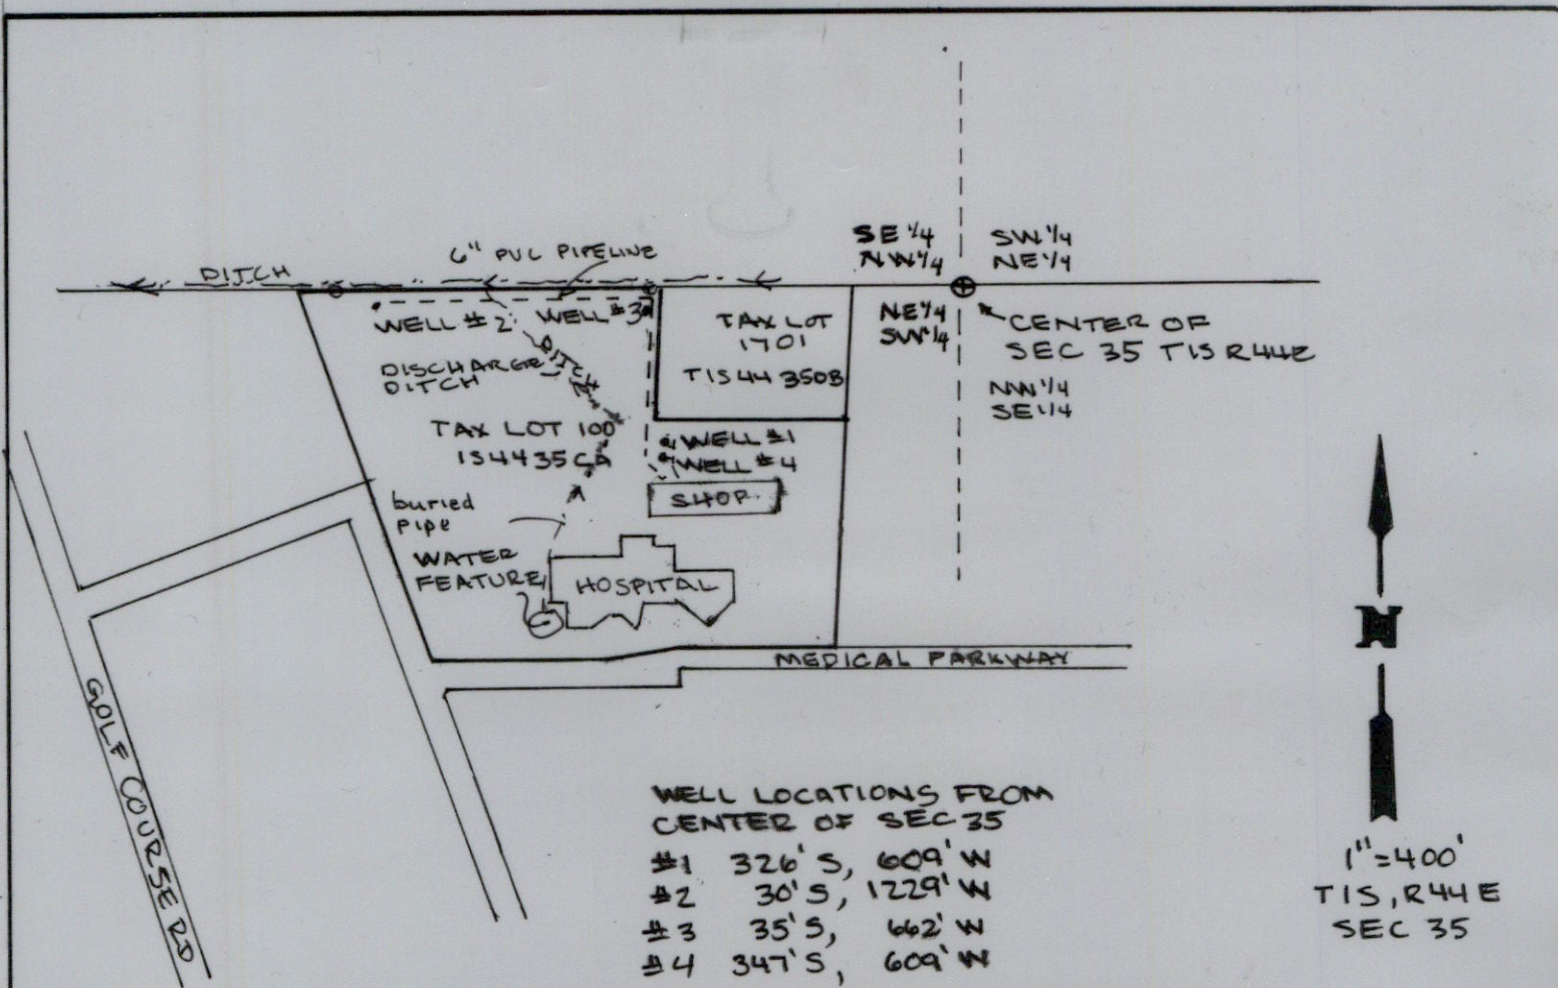 SE 1/4
NW 1/4
SW 1/4
NE 1/4
6" PVC PIPELINE
DITCH
WELL #2
WELL #3
TAX LOT
1701
T1S44 350B
NE 1/4
SW 1/4
CENTER OF
SEC 35 T1S R44E
DISCHARGE
DITCH
DITCH
NW 1/4
SE 1/4
TAX LOT 100
1S4435
WELL #1
WELL #4
SHOP
buried
pipe
WATER
FEATURE
HOSPITAL
N
MEDICAL PARKWAY
GOLF COURSE RD
WELL LOCATIONS FROM
CENTER OF SEC 35
#1 326' S, 609' W
#2 30' S, 1229' W
#3 35' S, 662' W
#4 347' S, 609' W
1"=400'
T1S, R44E
SEC 35